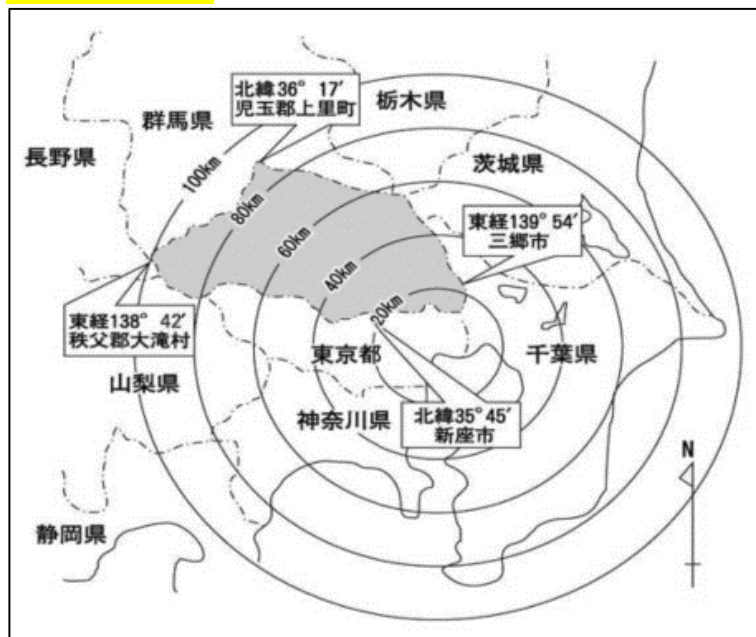 北緯36° 17′
児玉郡上里町
栃木県
群馬県
長野県
茨城県
100km
80km
60km
40km
20km
東経139° 54′
三郷市
東経138° 42′
秩父郡大滝村
東京都
千葉県
山梨県
神奈川県
北緯35° 45′
新座市
N
静岡県